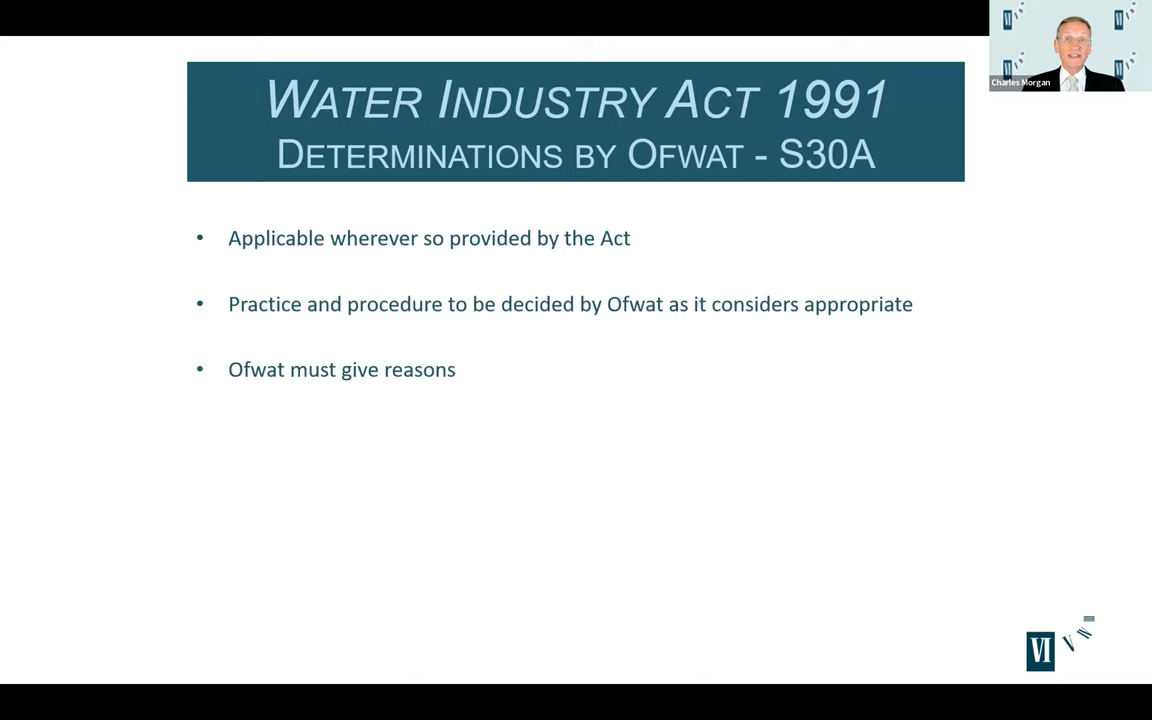 WATER INDUSTRY ACT 1991
DETERMINATIONS BY OFWAT - S30A
Charles Morgan
• Applicable wherever so provided by the Act
• Practice and procedure to be decided by Ofwat as it considers appropriate
• Ofwat must give reasons
VI V